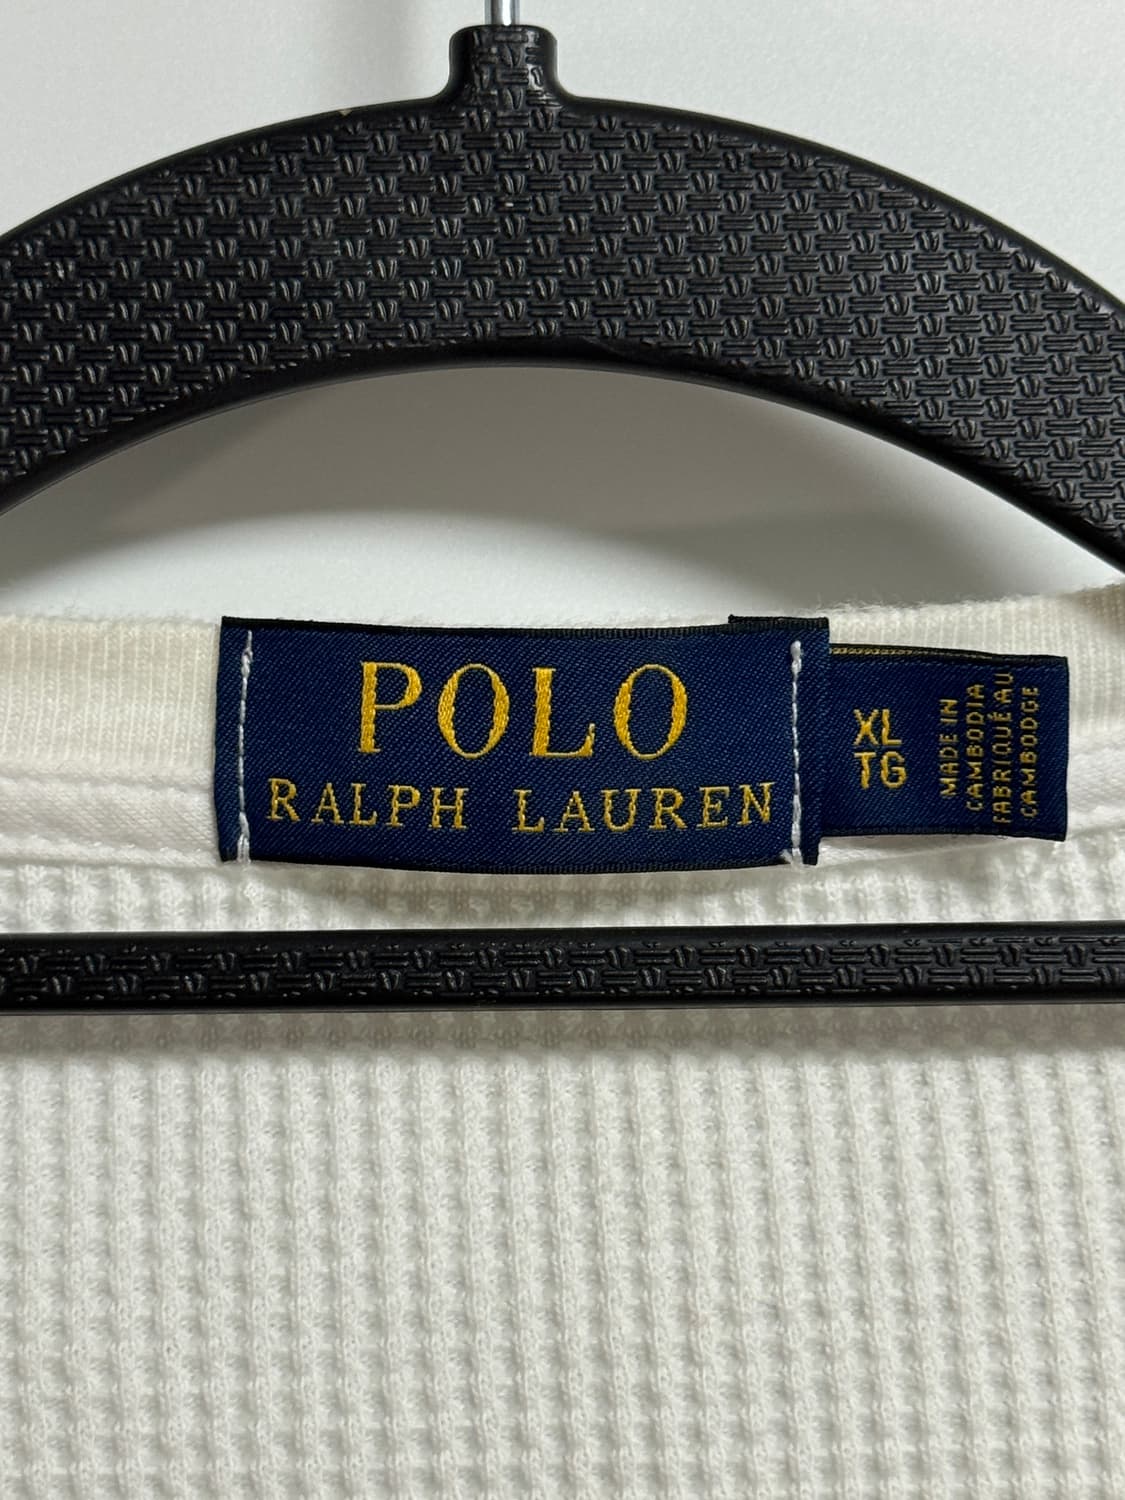 POLO
RALPH LAUREN
XL
TG
MADE IN
CAMBODIA
FABRIQUÉ AU
CAMBODGE